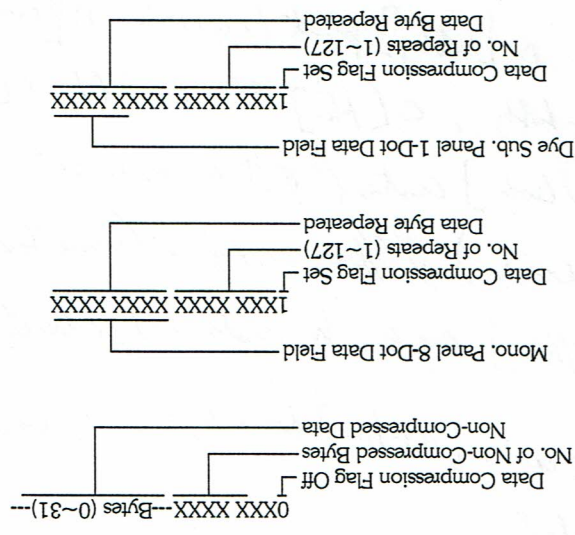 0XXX XXXX---Bytes (0~31)---
Data Compression Flag Off
No. of Non-Compressed Bytes
Non-Compressed Data
Mono. Panel 8-Dot Data Field
1XXX XXXX XXXX XXXX
Data Compression Flag Set
No. of Repeats (1~127)
Data Byte Repeated
Dye Sub. Panel 1-Dot Data Field
1XXX XXXX XXXX XXXX
Data Compression Flag Set
No. of Repeats (1~127)
Data Byte Repeated